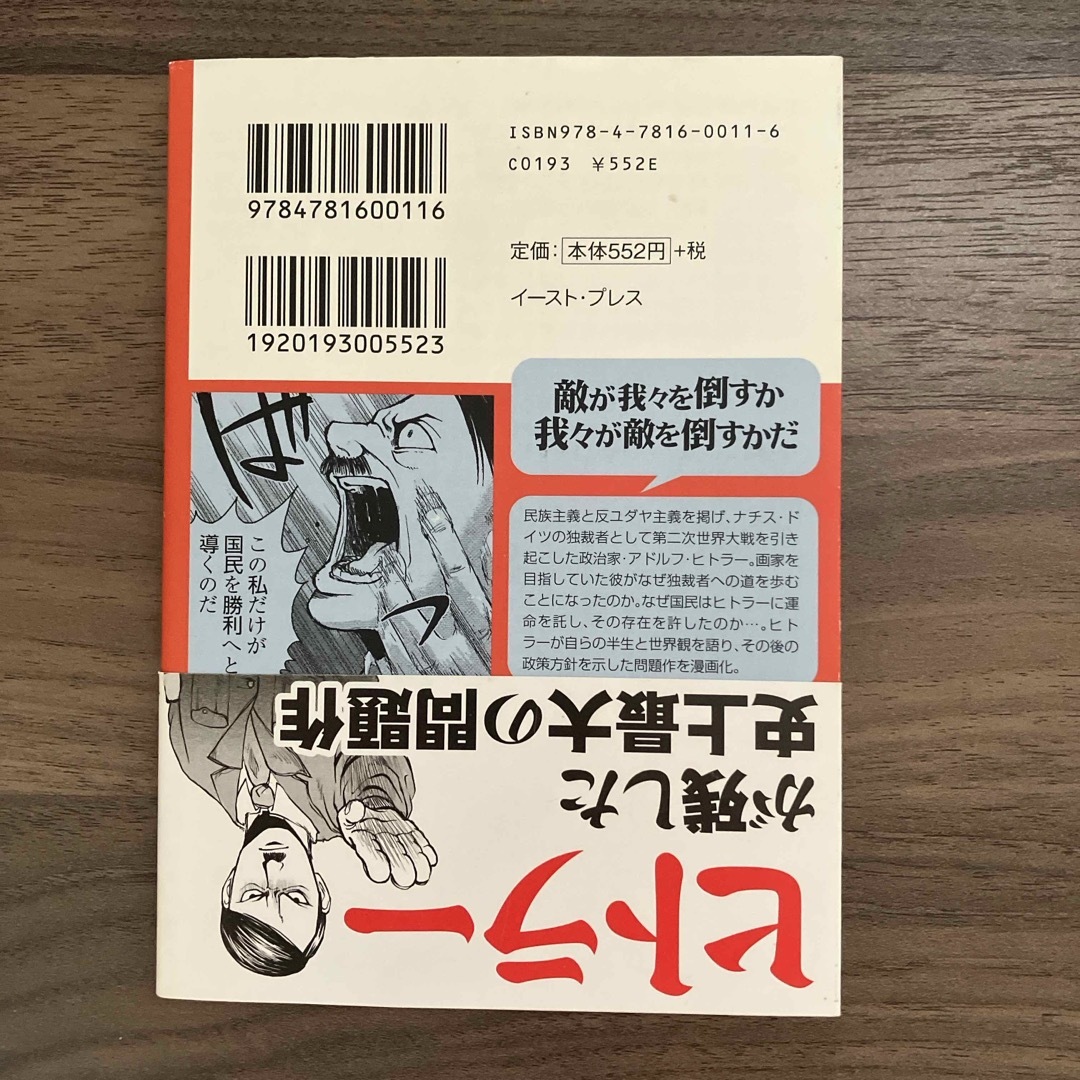 ISBN978-4-7816-0011-6
C0193 ¥552E
9784781600116
1920193005523
定価:本体552円+税
イースト・プレス
敵が我々を倒すか
我々が敵を倒すかだ
民族主義と反ユダヤ主義を掲げ、ナチス・ド
イツの独裁者として第二次世界大戦を引き
起こした政治家・アドルフ・ヒトラー。画家を
目指していた彼がなぜ独裁者への道を歩む
ことになったのか。なぜ国民はヒトラーに運
命を託し、その存在を許したのか…。ヒト
ラーが自らの半生と世界観を語り、その後の
政策方針を示した問題作を漫画化。
この私だけが
国民を勝利へと
導くのだ
ヒトラー
が残した
史上最大の問題作